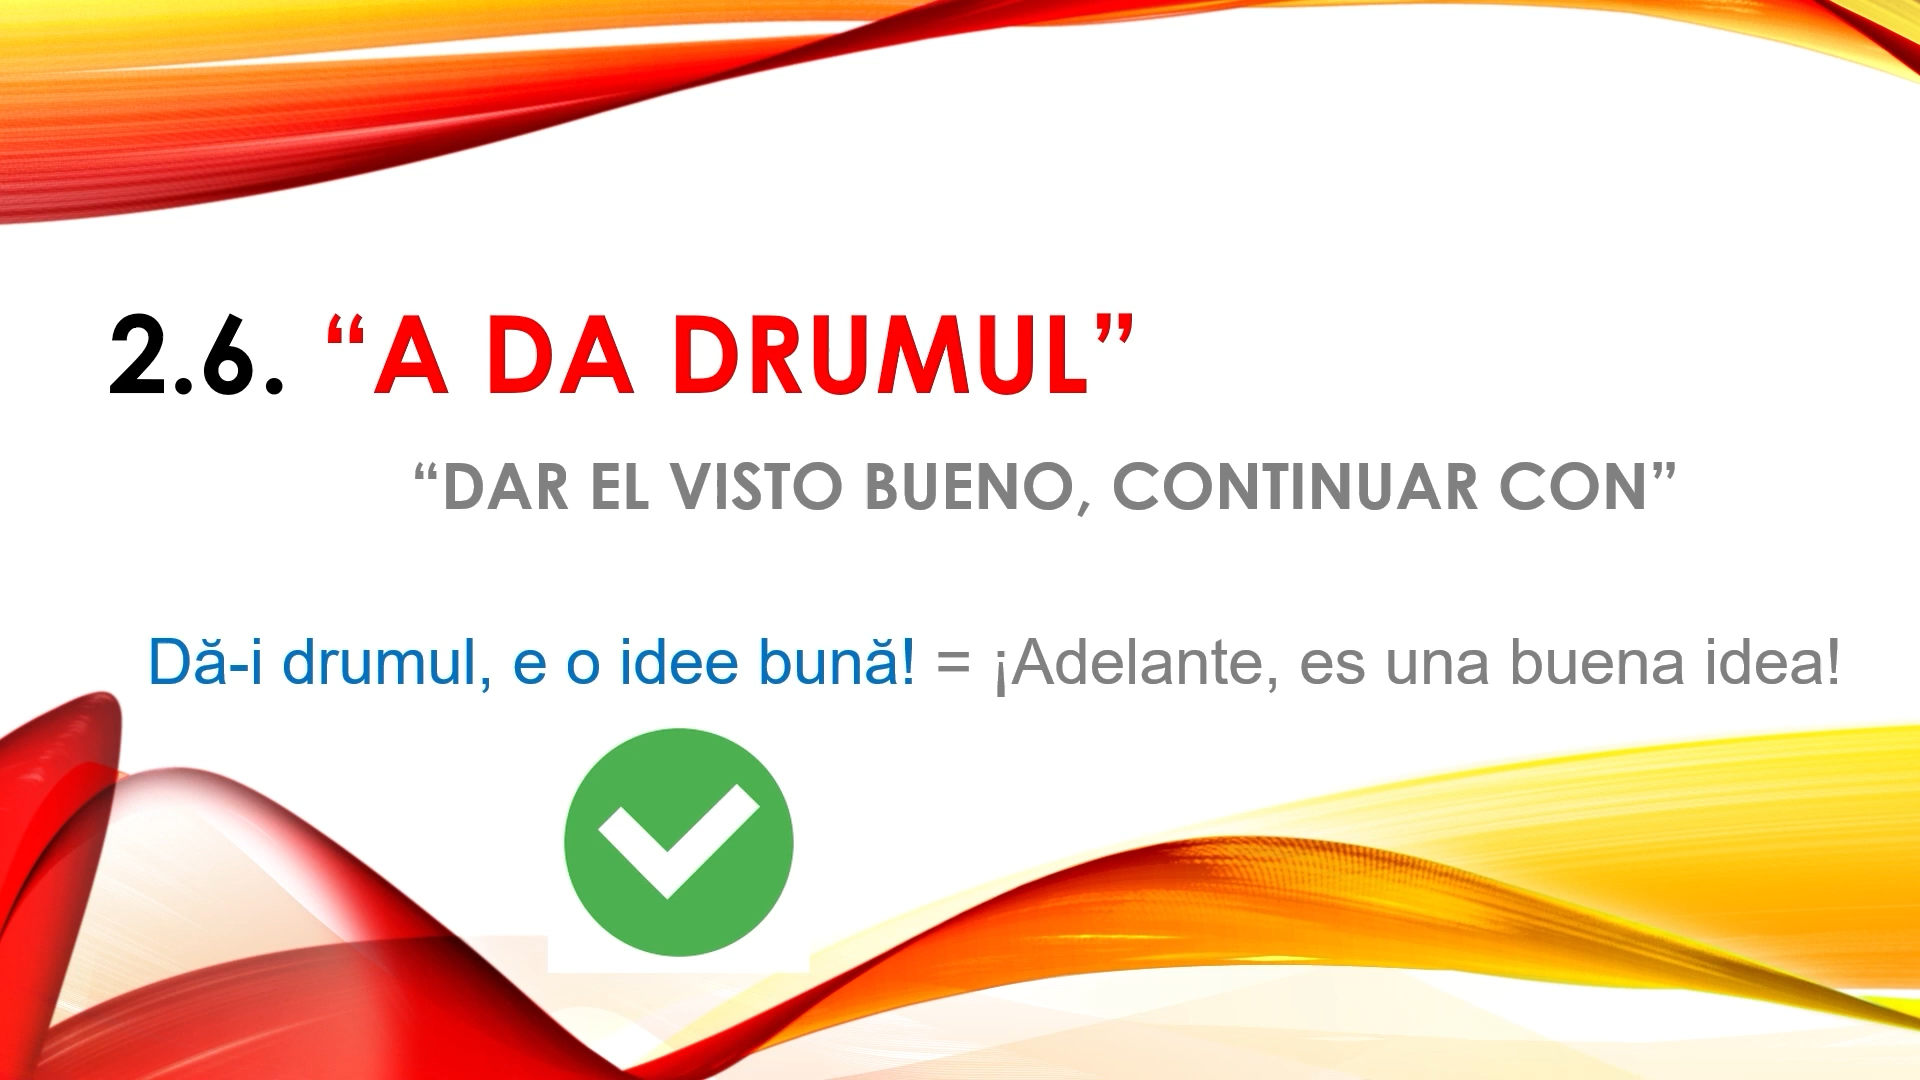 2.6. “A DA DRUMUL”
“DAR EL VISTO BUENO, CONTINUAR CON”
Dă-i drumul, e o idee bună! = ¡Adelante, es una buena idea!